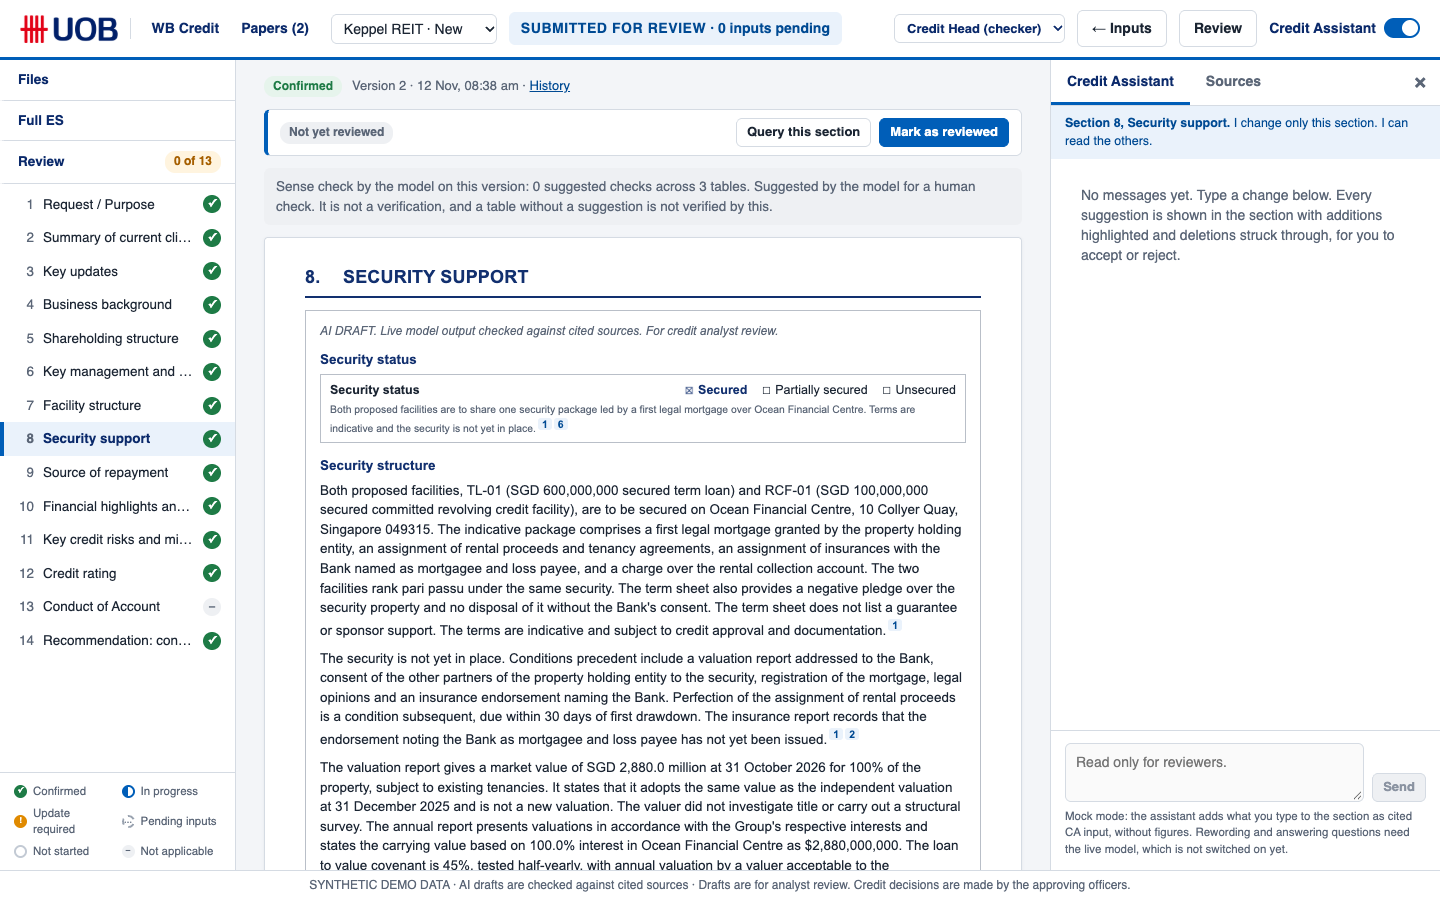 UOB
WB Credit
Papers (2)
Keppel REIT · New
SUBMITTED FOR REVIEW · 0 inputs pending
Credit Head (checker)
← Inputs
Review
Credit Assistant
Files
Full ES
Review
0 of 13
1 Request / Purpose
2 Summary of current cli...
3 Key updates
4 Business background
5 Shareholding structure
6 Key management and ...
7 Facility structure
8 Security support
9 Source of repayment
10 Financial highlights an...
11 Key credit risks and mi...
12 Credit rating
13 Conduct of Account
14 Recommendation: con...
Confirmed
In progress
Update required
Pending inputs
Not started
Not applicable
Confirmed
Version 2 · 12 Nov, 08:38 am · History
Not yet reviewed
Query this section
Mark as reviewed
Sense check by the model on this version: 0 suggested checks across 3 tables. Suggested by the model for a human
check. It is not a verification, and a table without a suggestion is not verified by this.
8. SECURITY SUPPORT
AI DRAFT. Live model output checked against cited sources. For credit analyst review.
Security status
Security status
☒ Secured ☐ Partially secured ☐ Unsecured
Both proposed facilities are to share one security package led by a first legal mortgage over Ocean Financial Centre. Terms are
indicative and the security is not yet in place. 1 6
Security structure
Both proposed facilities, TL-01 (SGD 600,000,000 secured term loan) and RCF-01 (SGD 100,000,000
secured committed revolving credit facility), are to be secured on Ocean Financial Centre, 10 Collyer Quay,
Singapore 049315. The indicative package comprises a first legal mortgage granted by the property holding
entity, an assignment of rental proceeds and tenancy agreements, an assignment of insurances with the
Bank named as mortgagee and loss payee, and a charge over the rental collection account. The two
facilities rank pari passu under the same security. The term sheet also provides a negative pledge over the
security property and no disposal of it without the Bank's consent. The term sheet does not list a guarantee
or sponsor support. The terms are indicative and subject to credit approval and documentation. 1
The security is not yet in place. Conditions precedent include a valuation report addressed to the Bank,
consent of the other partners of the property holding entity to the security, registration of the mortgage, legal
opinions and an insurance endorsement naming the Bank. Perfection of the assignment of rental proceeds
is a condition subsequent, due within 30 days of first drawdown. The insurance report records that the
endorsement noting the Bank as mortgagee and loss payee has not yet been issued. 1 2
The valuation report gives a market value of SGD 2,880.0 million at 31 October 2026 for 100% of the
property, subject to existing tenancies. It states that it adopts the same value as the independent valuation
at 31 December 2025 and is not a new valuation. The valuer did not investigate title or carry out a structural
survey. The annual report presents valuations in accordance with the Group's respective interests and
states the carrying value based on 100.0% interest in Ocean Financial Centre as $2,880,000,000. The loan
to value covenant is 45%, tested half-yearly, with annual valuation by a valuer acceptable to the
Credit Assistant
Sources
Section 8, Security support. I change only this section. I can
read the others.
No messages yet. Type a change below. Every
suggestion is shown in the section with additions
highlighted and deletions struck through, for you to
accept or reject.
Read only for reviewers.
Send
Mock mode: the assistant adds what you type to the section as cited
CA input, without figures. Rewording and answering questions need
the live model, which is not switched on yet.
SYNTHETIC DEMO DATA · AI drafts are checked against cited sources · Drafts are for analyst review. Credit decisions are made by the approving officers.